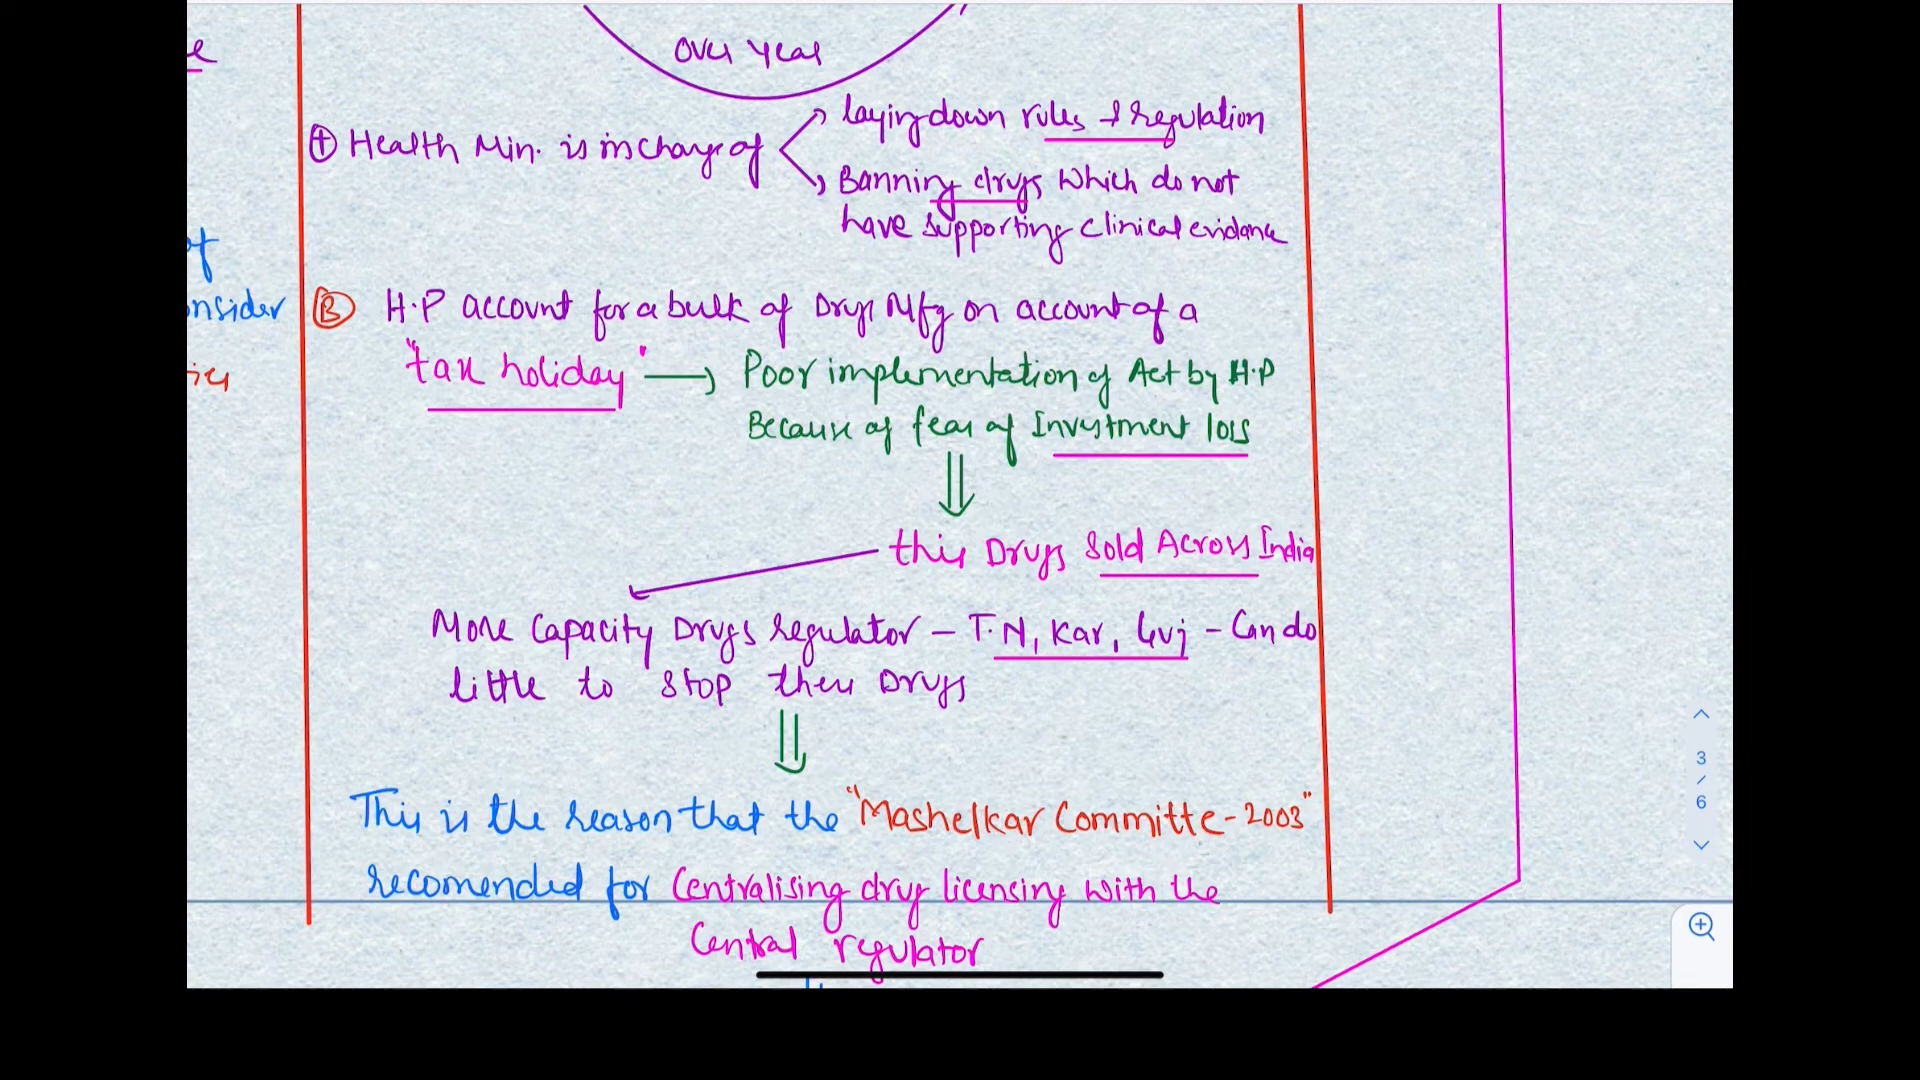 e
Over year
⊕ Health Min. is in charge of
laying down rules & regulation
Banning drugs which do not
have supporting clinical evidence
of
onsider
Ⓑ H.P account for a bulk of Drug Mfg on account of a
"tax holiday" → Poor implementation of Act by H.P
Because of fear of Investment loss
this Drugs Sold Across India
More Capacity Drugs regulator - T.N, Kar, Guj - Can do
little to stop these Drugs
This is the reason that the "Mashelkar Committe-2003"
recomended for Centralising drug licensing with the
Central regulator
3
/
6